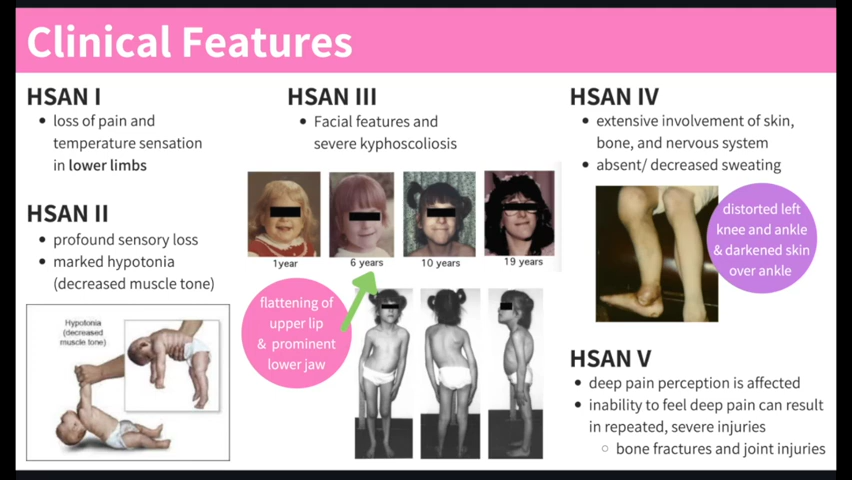 Clinical Features
HSAN I
• loss of pain and
temperature sensation
in lower limbs
HSAN II
• profound sensory loss
• marked hypotonia
(decreased muscle tone)
Hypotonia
(decreased
muscle tone)
HSAN III
• Facial features and
severe kyphoscoliosis
1year
6 years
10 years
19 years
flattening of
upper lip
& prominent
lower jaw
HSAN IV
• extensive involvement of skin,
bone, and nervous system
• absent/ decreased sweating
distorted left
knee and ankle
& darkened skin
over ankle
HSAN V
• deep pain perception is affected
• inability to feel deep pain can result
in repeated, severe injuries
○ bone fractures and joint injuries